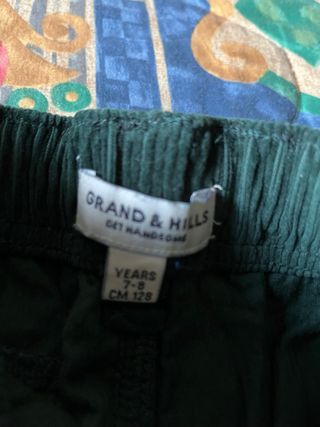 GRAND & HILLS
GET HANDSOME
YEARS
7-8
CM 128